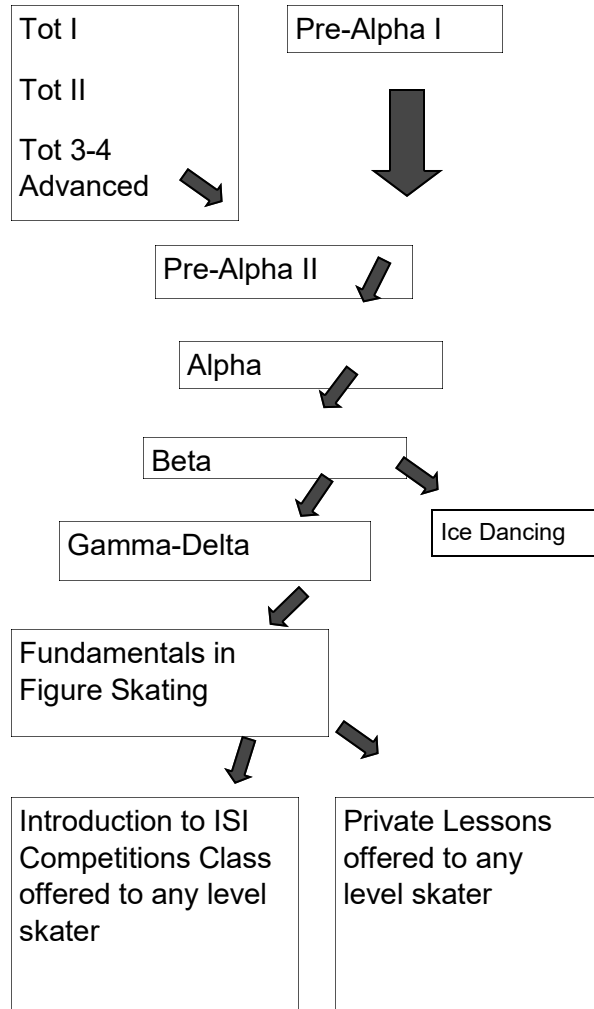 Tot I
Tot II
Tot 3-4
Advanced
Pre-Alpha I
Pre-Alpha II
Alpha
Beta
Ice Dancing
Gamma-Delta
Fundamentals in
Figure Skating
Introduction to ISI
Competitions Class
offered to any level
skater
Private Lessons
offered to any
level skater